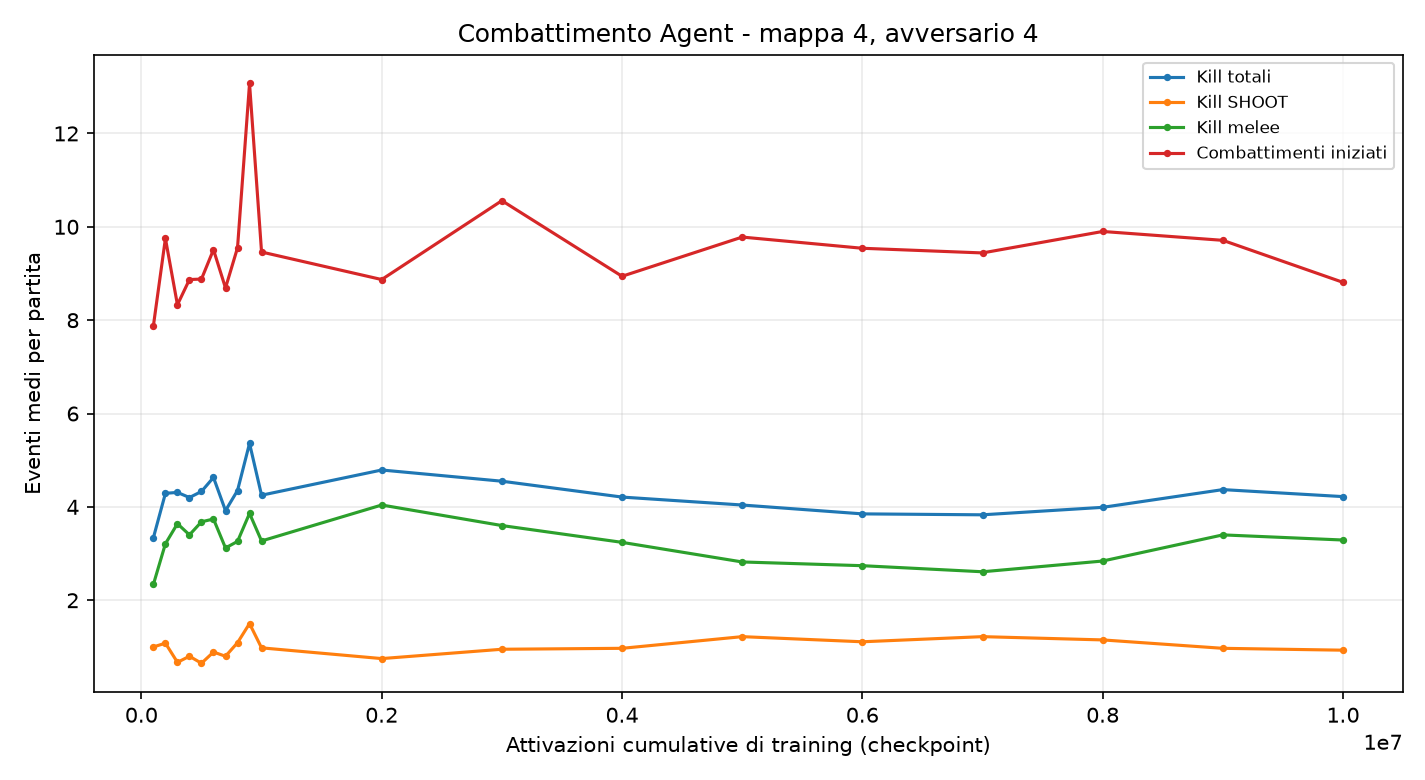 Combattimento Agent - mappa 4, avversario 4
Kill totali
Kill SHOOT
Kill melee
Combattimenti iniziati
Eventi medi per partita
12
10
8
6
4
2
0.0 0.2 0.4 0.6 0.8 1.0
1e7
Attivazioni cumulative di training (checkpoint)